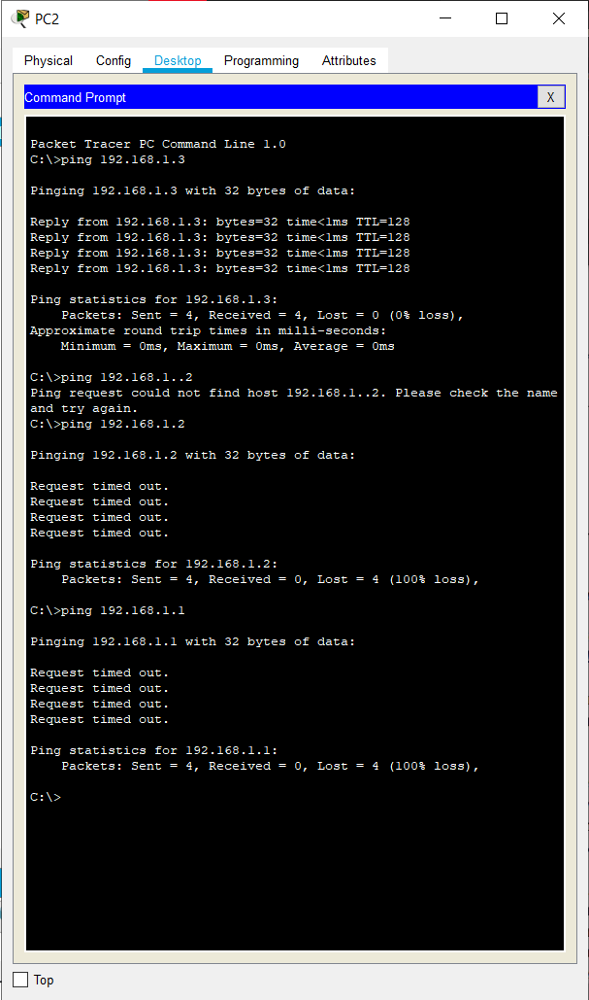 PC2
Physical Config Desktop Programming Attributes
Command Prompt X
Packet Tracer PC Command Line 1.0
C:\>ping 192.168.1.3
Pinging 192.168.1.3 with 32 bytes of data:
Reply from 192.168.1.3: bytes=32 time<1ms TTL=128
Reply from 192.168.1.3: bytes=32 time<1ms TTL=128
Reply from 192.168.1.3: bytes=32 time<1ms TTL=128
Reply from 192.168.1.3: bytes=32 time<1ms TTL=128
Ping statistics for 192.168.1.3:
Packets: Sent = 4, Received = 4, Lost = 0 (0% loss),
Approximate round trip times in milli-seconds:
Minimum = 0ms, Maximum = 0ms, Average = 0ms
C:\>ping 192.168.1..2
Ping request could not find host 192.168.1..2. Please check the name
and try again.
C:\>ping 192.168.1.2
Pinging 192.168.1.2 with 32 bytes of data:
Request timed out.
Request timed out.
Request timed out.
Request timed out.
Ping statistics for 192.168.1.2:
Packets: Sent = 4, Received = 0, Lost = 4 (100% loss),
C:\>ping 192.168.1.1
Pinging 192.168.1.1 with 32 bytes of data:
Request timed out.
Request timed out.
Request timed out.
Request timed out.
Ping statistics for 192.168.1.1:
Packets: Sent = 4, Received = 0, Lost = 4 (100% loss),
C:\>
Top